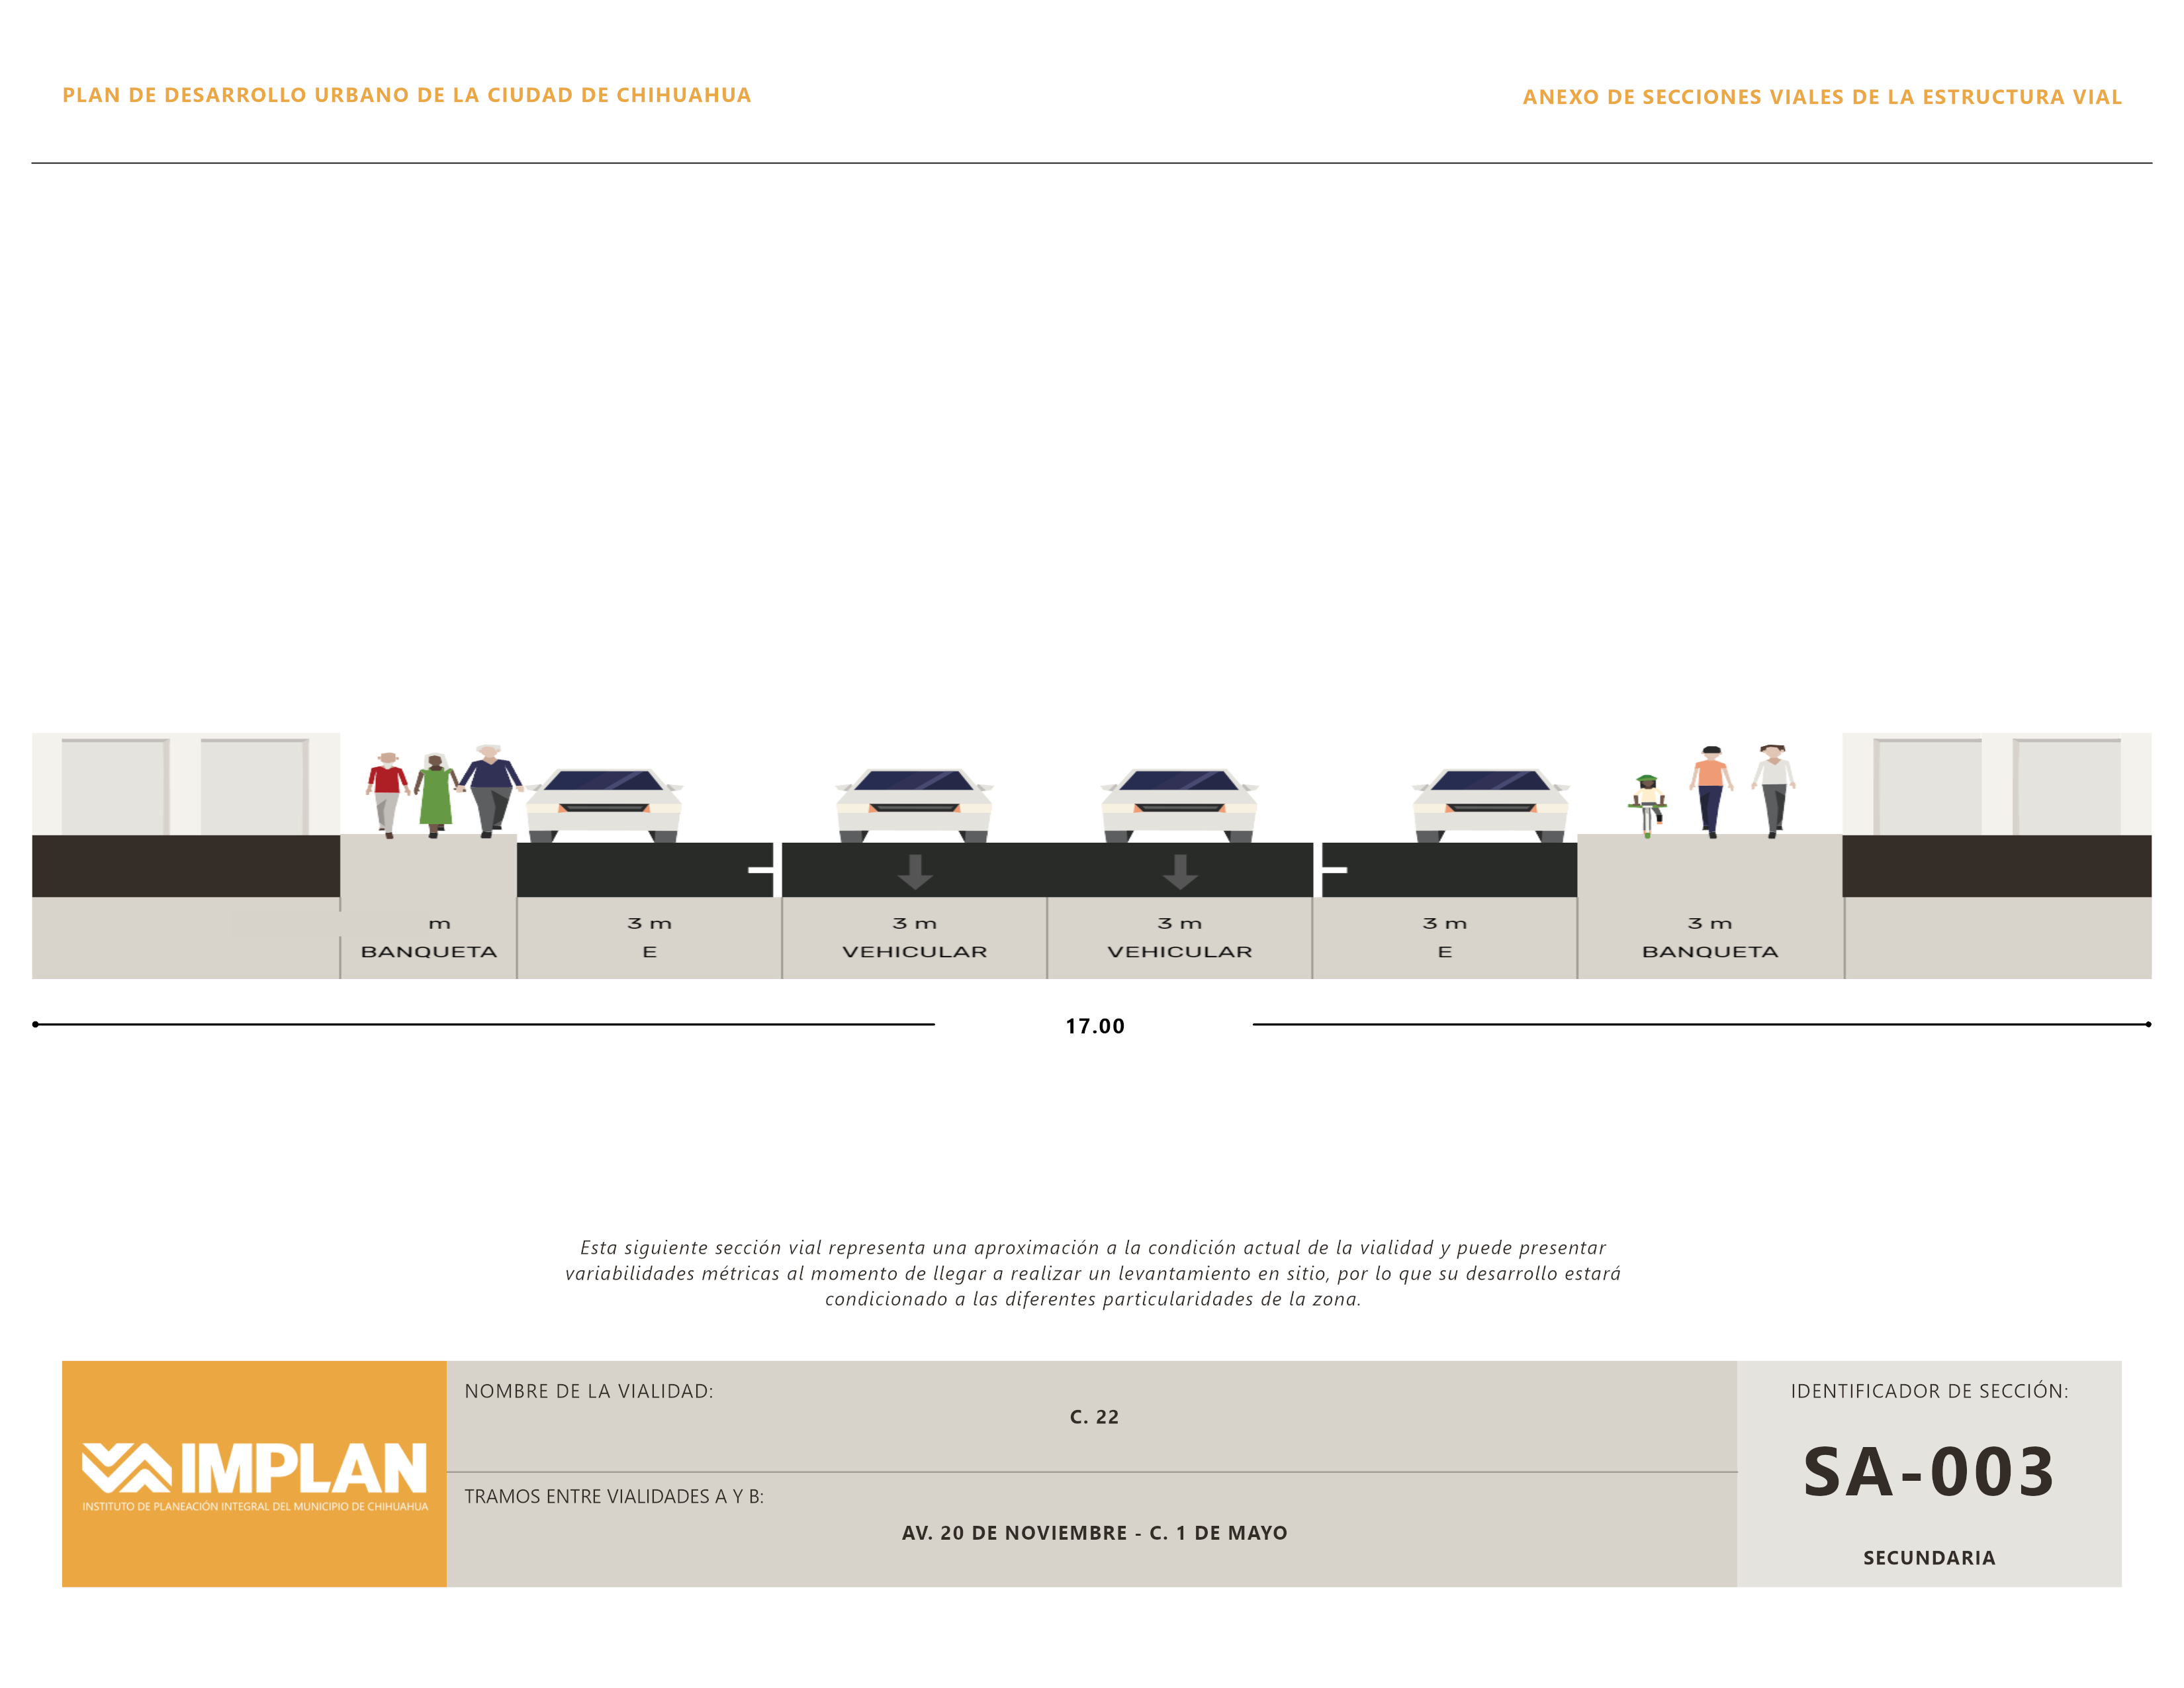 PLAN DE DESARROLLO URBANO DE LA CIUDAD DE CHIHUAHUA
ANEXO DE SECCIONES VIALES DE LA ESTRUCTURA VIAL
m
BANQUETA
3 m
E
3 m
VEHICULAR
3 m
VEHICULAR
3 m
E
3 m
BANQUETA
17.00
Esta siguiente sección vial representa una aproximación a la condición actual de la vialidad y puede presentar
variabilidades métricas al momento de llegar a realizar un levantamiento en sitio, por lo que su desarrollo estará
condicionado a las diferentes particularidades de la zona.
IMPLAN
INSTITUTO DE PLANEACIÓN INTEGRAL DEL MUNICIPIO DE CHIHUAHUA
NOMBRE DE LA VIALIDAD:
C. 22
TRAMOS ENTRE VIALIDADES A Y B:
AV. 20 DE NOVIEMBRE - C. 1 DE MAYO
IDENTIFICADOR DE SECCIÓN:
SA-003
SECUNDARIA